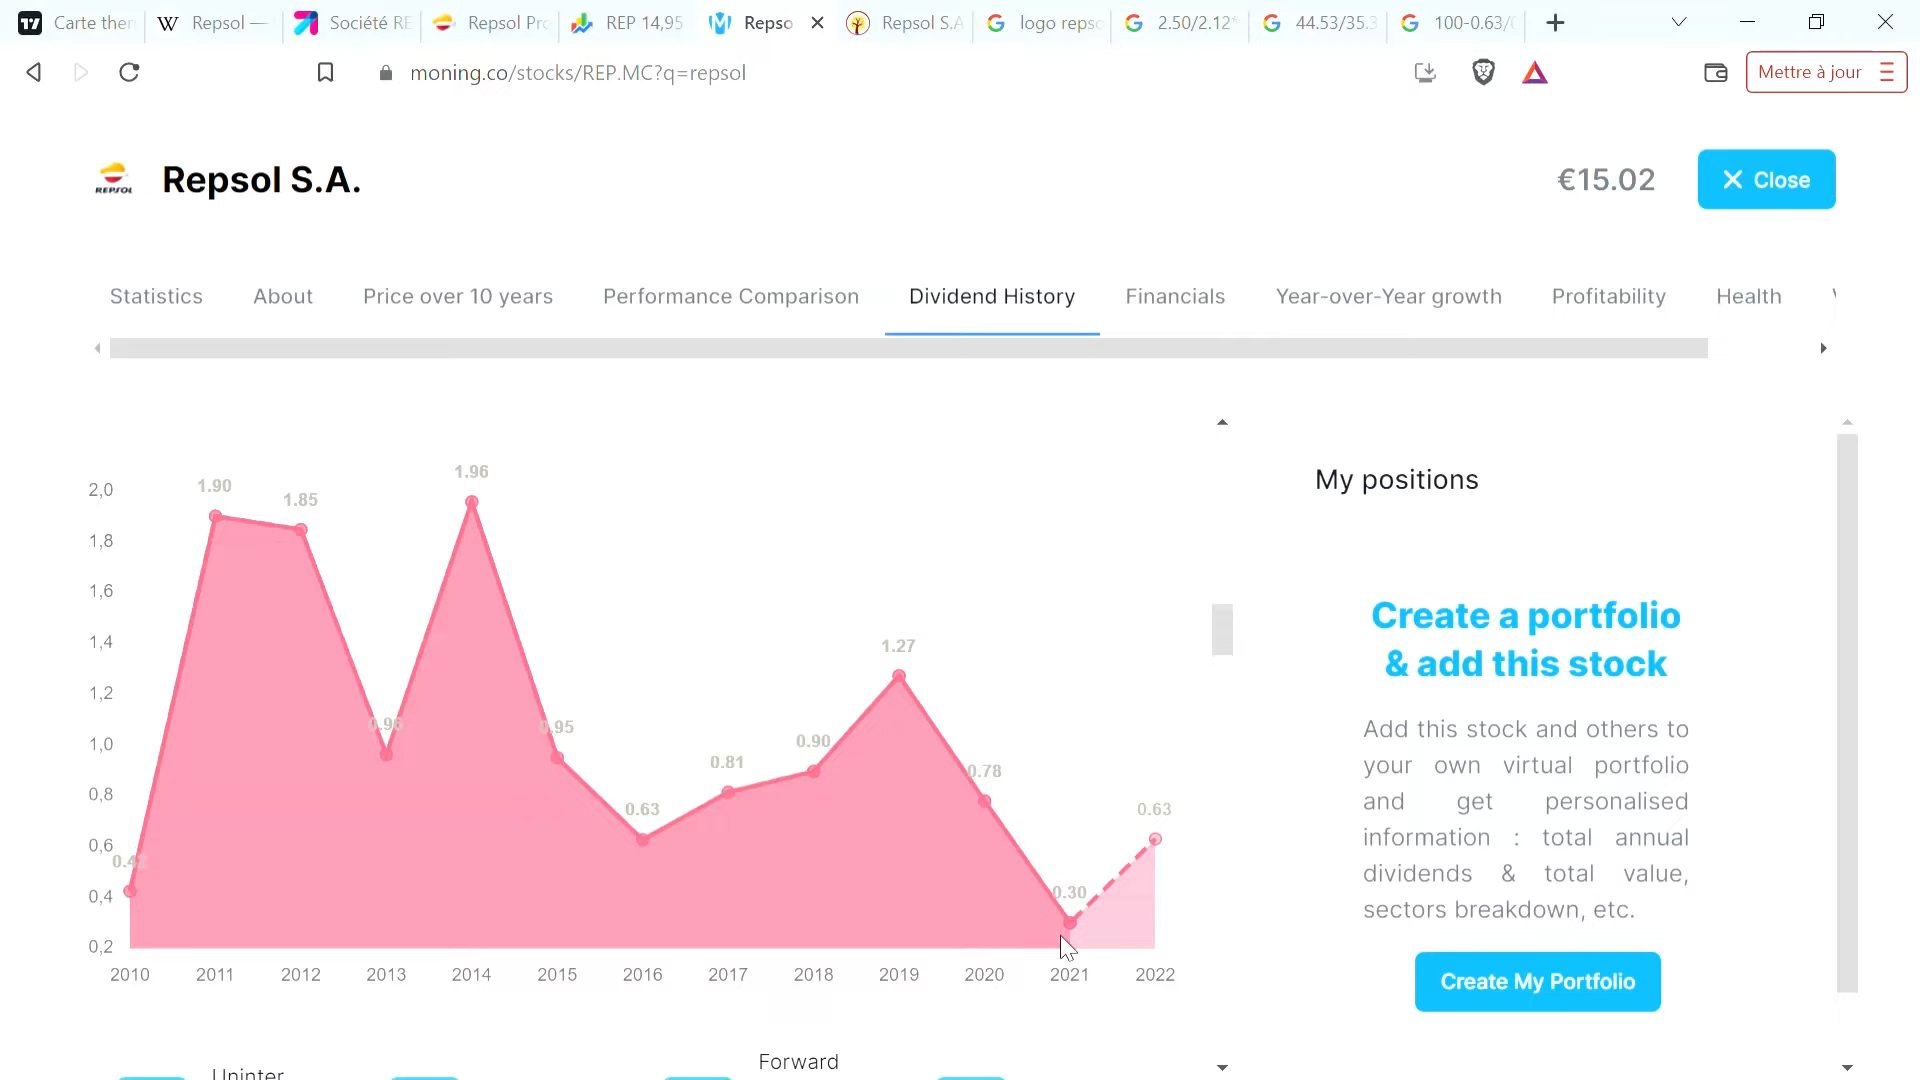 Carte ther
Repsol —
Société RE
Repsol Pro
REP 14,95
Repso
Repsol S.A
logo repso
2.50/2.12*
44.53/35.3
100-0.63/0
moning.co/stocks/REP.MC?q=repsol
Mettre à jour
REPSOL
Repsol S.A.
€15.02
Close
Statistics
About
Price over 10 years
Performance Comparison
Dividend History
Financials
Year-over-Year growth
Profitability
Health
2,0
1,8
1,6
1,4
1,2
1,0
0,8
0,6
0,4
0,2
1.90
1.85
0.96
1.96
0.95
0.63
0.81
0.90
1.27
0.78
0.30
0.63
2010
2011
2012
2013
2014
2015
2016
2017
2018
2019
2020
2021
2022
My positions
Create a portfolio
& add this stock
Add this stock and others to
your own virtual portfolio
and get personalised
information : total annual
dividends & total value,
sectors breakdown, etc.
Create My Portfolio
Uninter
Forward